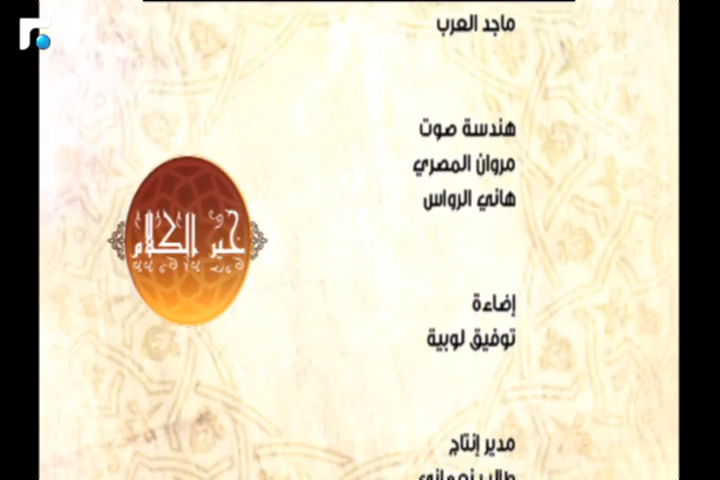 ماجد العرب
هندسة صوت
مروان المصري
هاني الرواس
خير الكلام
إضاءة
توفيق لوبية
مدير إنتاج